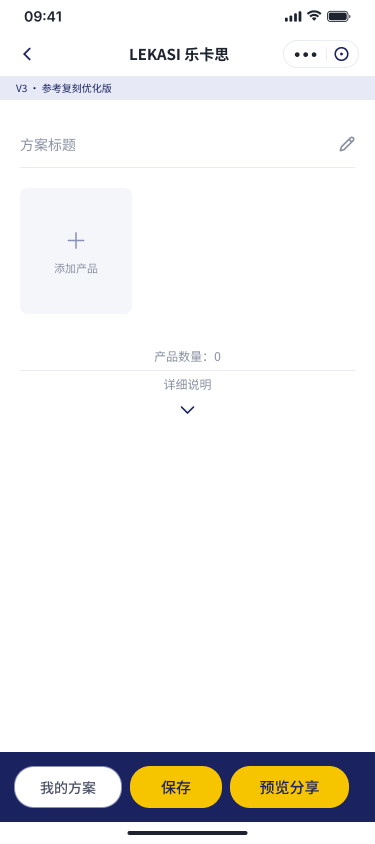 09:41
LEKASI 乐卡思
V3 · 参考复刻优化版
方案标题
添加产品
产品数量: 0
详细说明
我的方案
保存
预览分享